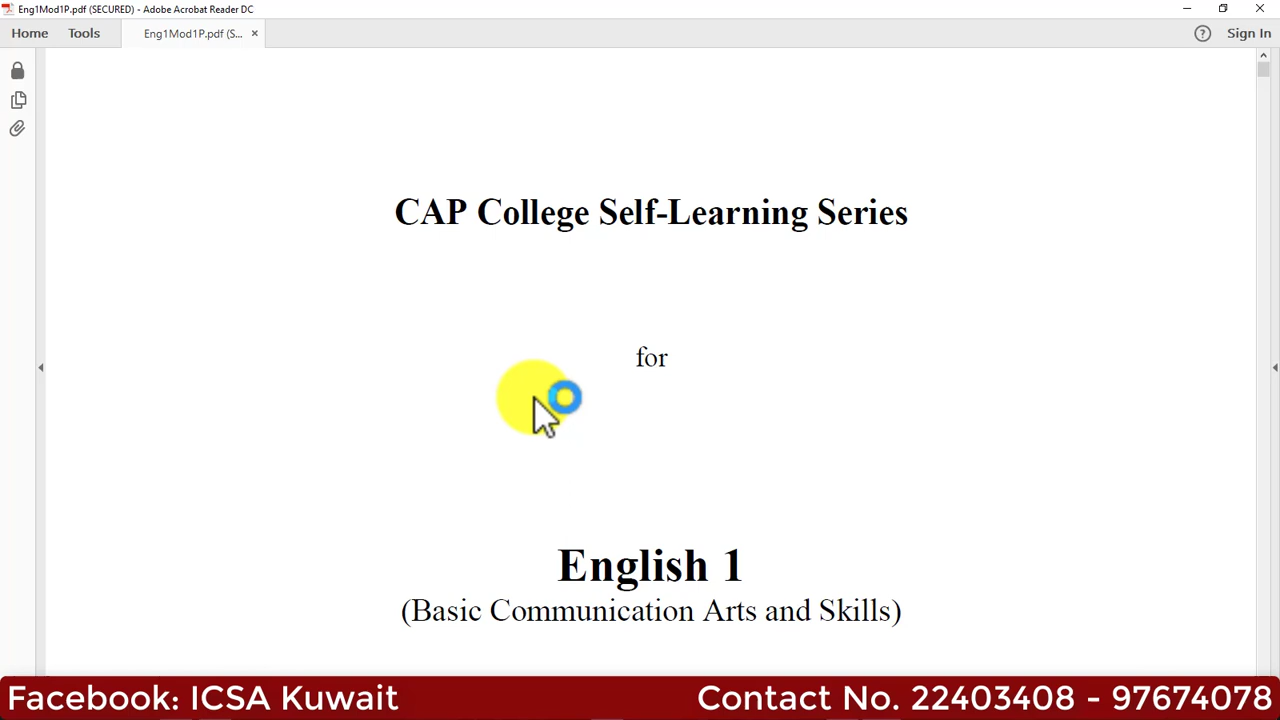 Eng1Mod1P.pdf (SECURED) - Adobe Acrobat Reader DC
Home Tools Eng1Mod1P.pdf (S... Sign In
CAP College Self-Learning Series
for
English 1
(Basic Communication Arts and Skills)
Facebook: ICSA Kuwait Contact No. 22403408 - 97674078